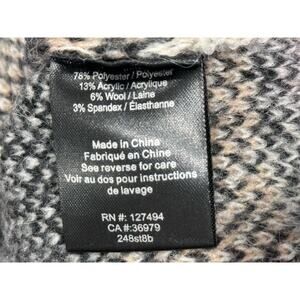 78% Polyester / Polyester
13% Acrylic / Acrylique
6% Wool / Laine
3% Spandex / Élasthanne
Made in China
Fabriqué en Chine
See reverse for care
Voir au dos pour instructions
de lavage
RN #: 127494
CA #: 36979
248st8b